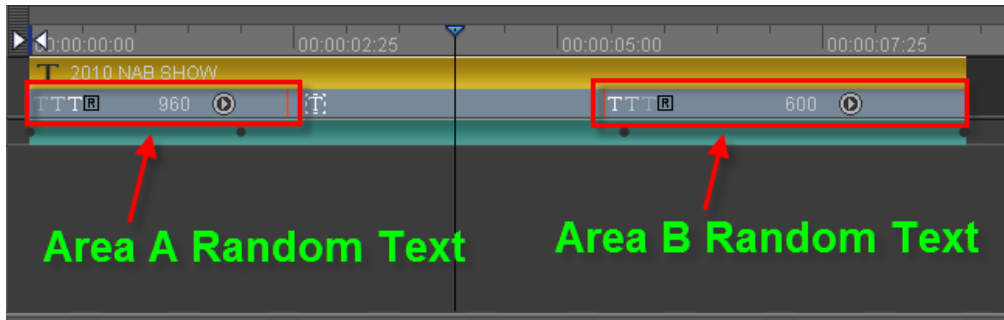 00:00:00:00 00:00:02:25 00:00:05:00 00:00:07:25
T 2010 NAB SHOW
TTTR 960 T TTTR 600
Area A Random Text Area B Random Text